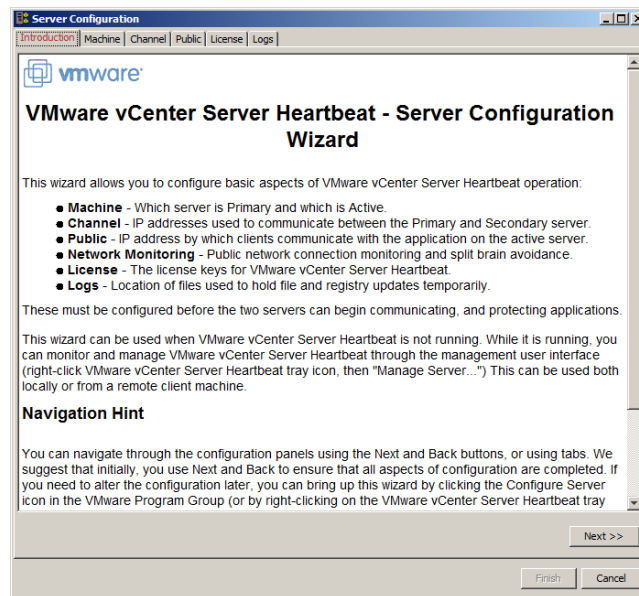 Server Configuration
Introduction Machine Channel Public License Logs
vmware
VMware vCenter Server Heartbeat - Server Configuration
Wizard
This wizard allows you to configure basic aspects of VMware vCenter Server Heartbeat operation:
● Machine - Which server is Primary and which is Active.
● Channel - IP addresses used to communicate between the Primary and Secondary server.
● Public - IP address by which clients communicate with the application on the active server.
● Network Monitoring - Public network connection monitoring and split brain avoidance.
● License - The license keys for VMware vCenter Server Heartbeat.
● Logs - Location of files used to hold file and registry updates temporarily.
These must be configured before the two servers can begin communicating, and protecting applications.
This wizard can be used when VMware vCenter Server Heartbeat is not running. While it is running, you
can monitor and manage VMware vCenter Server Heartbeat through the management user interface
(right-click VMware vCenter Server Heartbeat tray icon, then "Manage Server...") This can be used both
locally or from a remote client machine.
Navigation Hint
You can navigate through the configuration panels using the Next and Back buttons, or using tabs. We
suggest that initially, you use Next and Back to ensure that all aspects of configuration are completed. If
you need to alter the configuration later, you can bring up this wizard by clicking the Configure Server
icon in the VMware Program Group (or by right-clicking on the VMware vCenter Server Heartbeat tray
Next >>
Finish Cancel